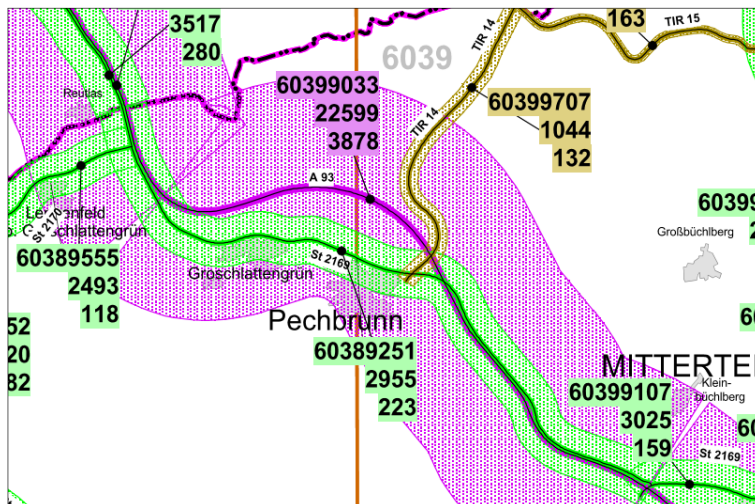 3517
280
Reutlas
6039
163
TIR 15
TIR 14
60399033
22599
3878
60399707
1044
132
TIR 14
A 93
St 2170
60389555
2493
118
Groschlattengrün
St 2169
Pechbrunn
60389251
2955
223
Großbüchlberg
52
20
82
MITTERTE
Klein-
büchlberg
60399107
3025
159
St 2169